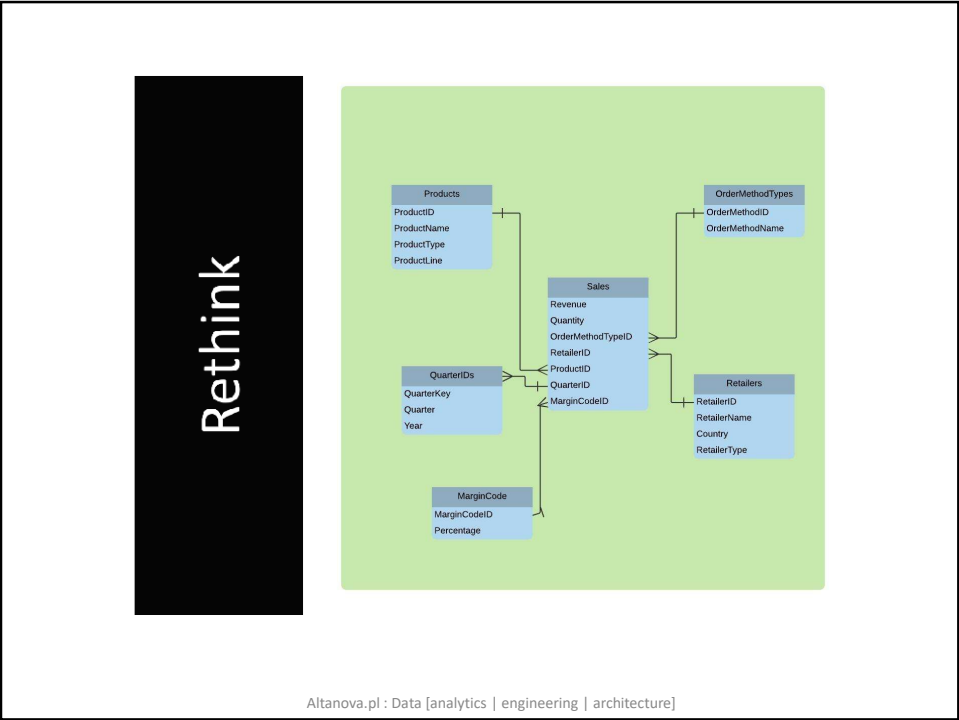 Rethink
Products
ProductID
ProductName
ProductType
ProductLine
OrderMethodTypes
OrderMethodID
OrderMethodName
Sales
Revenue
Quantity
OrderMethodTypeID
RetailerID
ProductID
QuarterID
MarginCodeID
QuarterIDs
QuarterKey
Quarter
Year
Retailers
RetailerID
RetailerName
Country
RetailerType
MarginCode
MarginCodeID
Percentage
Altanova.pl : Data [analytics | engineering | architecture]